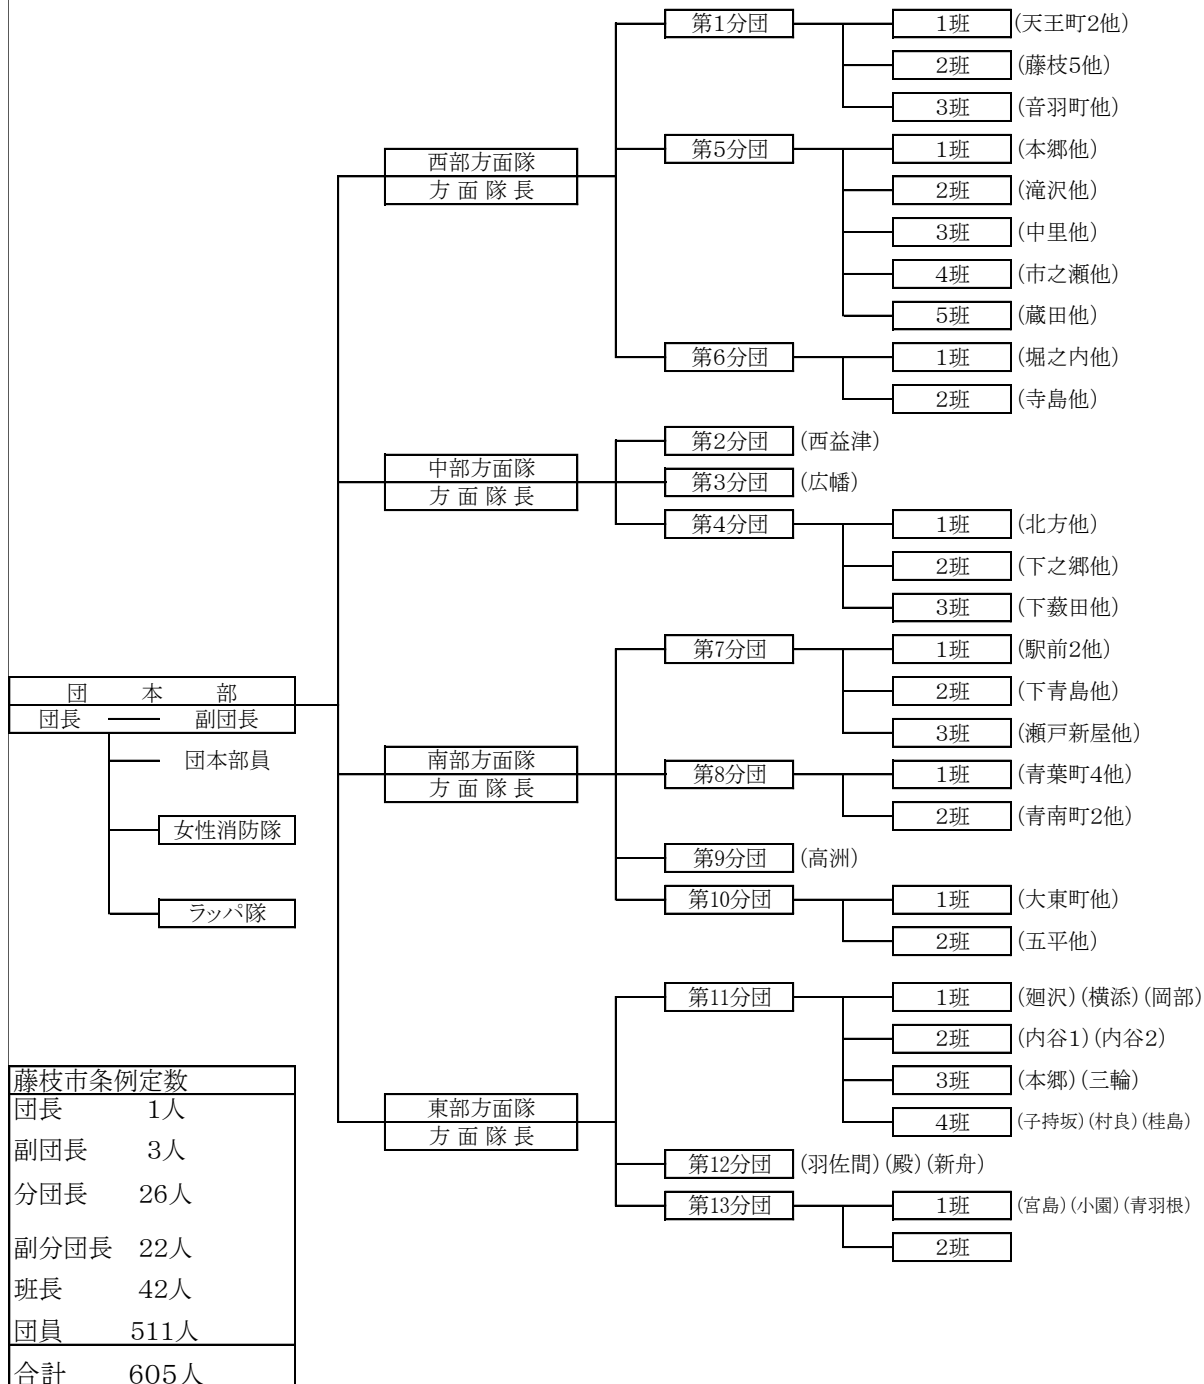 第1分団 1班 (天王町2他)
2班 (藤枝5他)
3班 (音羽町他)
第5分団 1班 (本郷他)
西部方面隊
方面隊長
2班 (滝沢他)
3班 (中里他)
4班 (市之瀬他)
5班 (蔵田他)
第6分団 1班 (堀之内他)
2班 (寺島他)
第2分団 (西益津)
中部方面隊
方面隊長
第3分団 (広幡)
第4分団 1班 (北方他)
2班 (下之郷他)
3班 (下薮田他)
第7分団 1班 (駅前2他)
2班 (下青島他)
3班 (瀬戸新屋他)
団本部
団長 副団長
団本部員
女性消防隊
ラッパ隊
南部方面隊
方面隊長
第8分団 1班 (青葉町4他)
2班 (青南町2他)
第9分団 (高洲)
第10分団 1班 (大東町他)
2班 (五平他)
第11分団 1班 (廻沢)(横添)(岡部)
2班 (内谷1)(内谷2)
3班 (本郷)(三輪)
4班 (子持坂)(村良)(桂島)
東部方面隊
方面隊長
第12分団 (羽佐間)(殿)(新舟)
第13分団 1班 (宮島)(小園)(青羽根)
2班
藤枝市条例定数
団長 1人
副団長 3人
分団長 26人
副分団長 22人
班長 42人
団員 511人
合計 605人